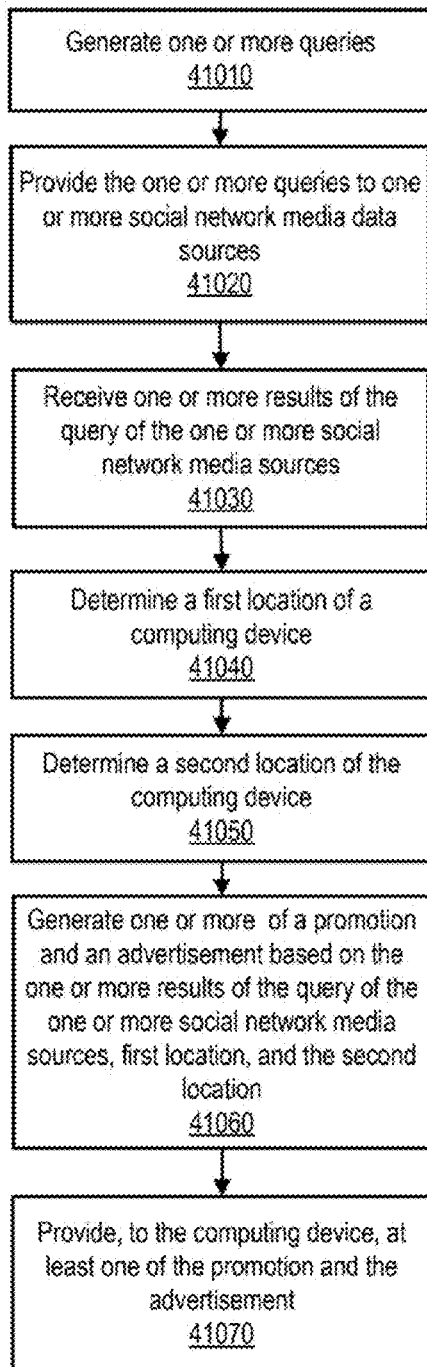 Generate one or more queries
41010
Provide the one or more queries to one
or more social network media data
sources
41020
Receive one or more results of the
query of the one or more social
network media sources
41030
Determine a first location of a
computing device
41040
Determine a second location of the
computing device
41050
Generate one or more of a promotion
and an advertisement based on the
one or more results of the query of the
one or more social network media
sources, first location, and the second
location
41060
Provide, to the computing device, at
least one of the promotion and the
advertisement
41070